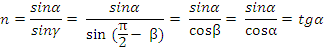 n = sinα/sinγ = sinα/sin (π/2 − β) = sinα/cosβ = sinα/cosα = tgα